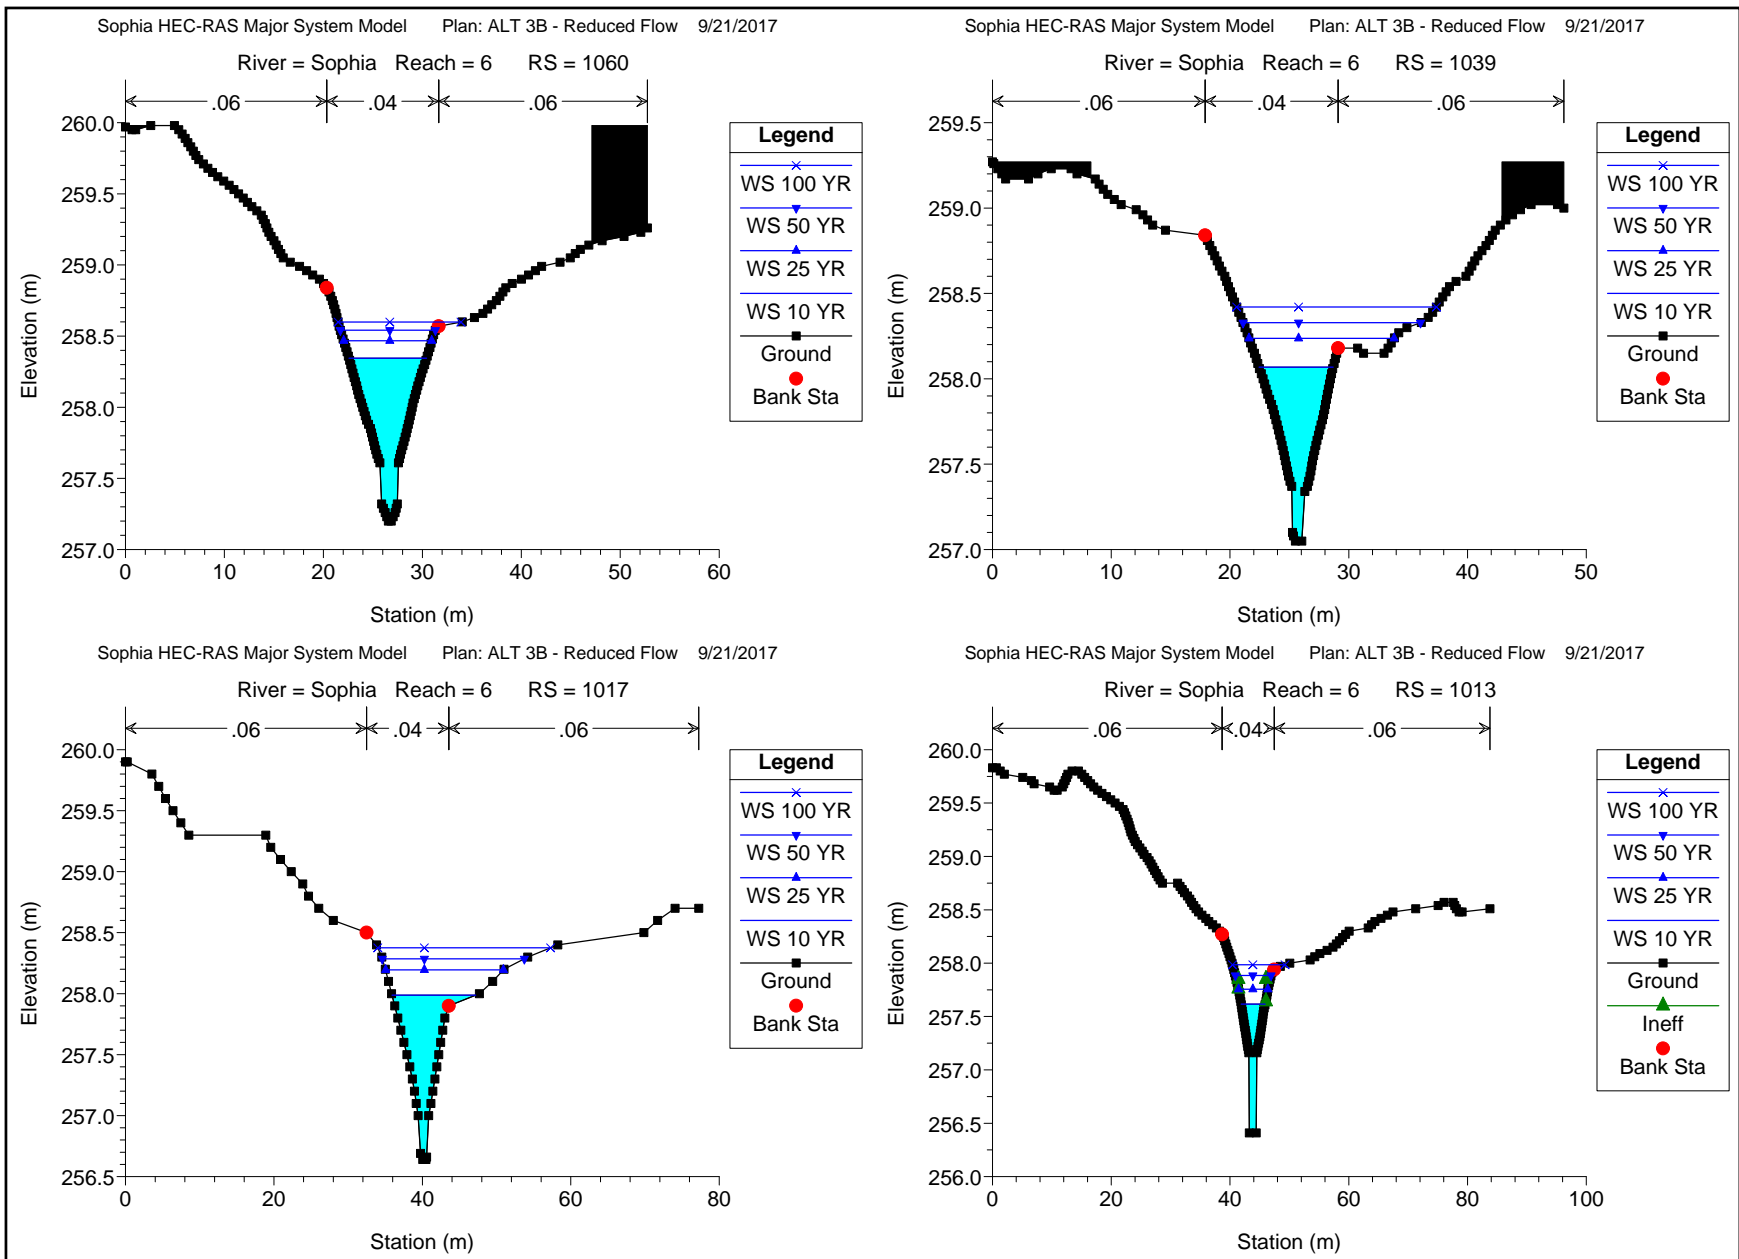 Sophia HEC-RAS Major System Model Plan: ALT 3B - Reduced Flow 9/21/2017
River = Sophia Reach = 6 RS = 1060
.06 .04 .06
260.0
259.5
259.0
258.5
258.0
257.5
257.0
Elevation (m)
0 10 20 30 40 50 60
Station (m)
Legend
WS 100 YR
WS 50 YR
WS 25 YR
WS 10 YR
Ground
Bank Sta
Sophia HEC-RAS Major System Model Plan: ALT 3B - Reduced Flow 9/21/2017
River = Sophia Reach = 6 RS = 1039
.06 .04 .06
259.5
259.0
258.5
258.0
257.5
257.0
Elevation (m)
0 10 20 30 40 50
Station (m)
Legend
WS 100 YR
WS 50 YR
WS 25 YR
WS 10 YR
Ground
Bank Sta
Sophia HEC-RAS Major System Model Plan: ALT 3B - Reduced Flow 9/21/2017
River = Sophia Reach = 6 RS = 1017
.06 .04 .06
260.0
259.5
259.0
258.5
258.0
257.5
257.0
256.5
Elevation (m)
0 20 40 60 80
Station (m)
Legend
WS 100 YR
WS 50 YR
WS 25 YR
WS 10 YR
Ground
Bank Sta
Sophia HEC-RAS Major System Model Plan: ALT 3B - Reduced Flow 9/21/2017
River = Sophia Reach = 6 RS = 1013
.06 .04 .06
260.0
259.5
259.0
258.5
258.0
257.5
257.0
256.5
256.0
Elevation (m)
0 20 40 60 80 100
Station (m)
Legend
WS 100 YR
WS 50 YR
WS 25 YR
WS 10 YR
Ground
Ineff
Bank Sta